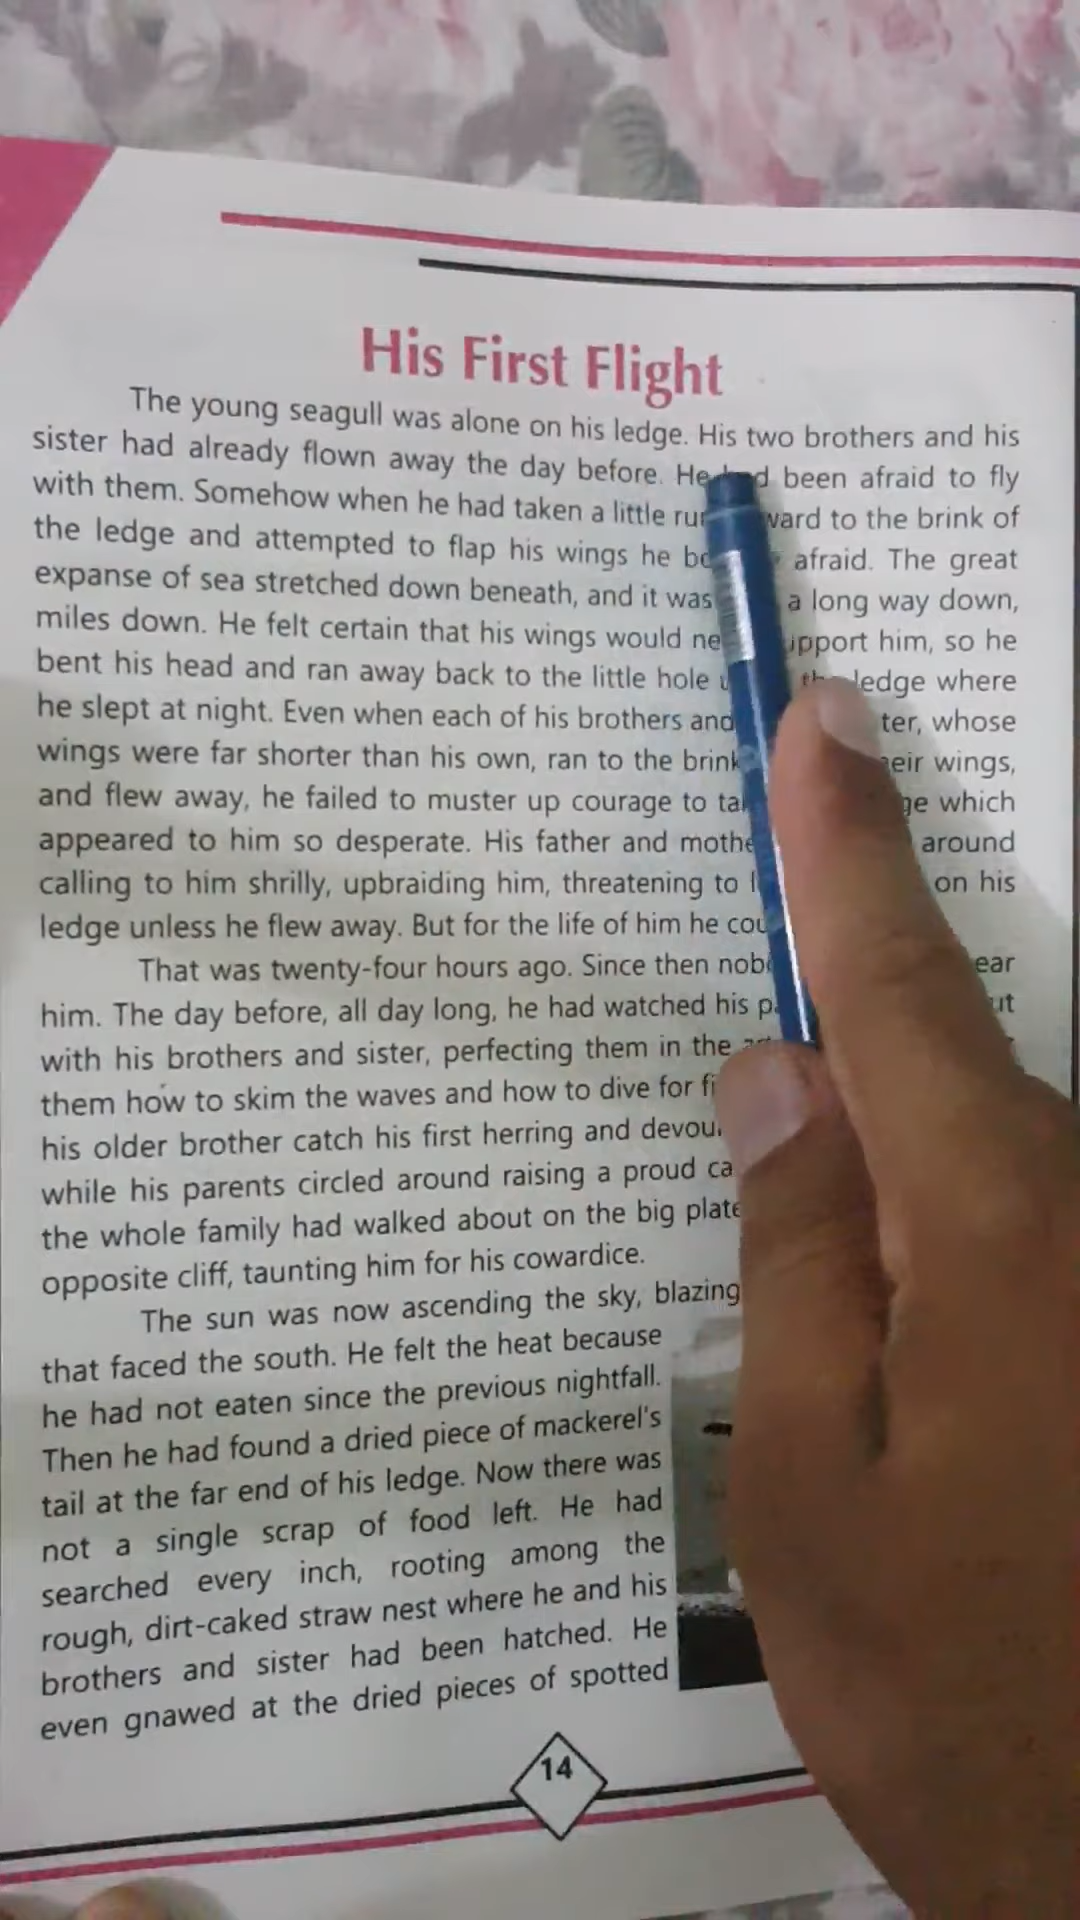 His First Flight
The young seagull was alone on his ledge. His two brothers and his
sister had already flown away the day before. He had been afraid to fly
with them. Somehow when he had taken a little ward to the brink of
the ledge and attempted to flap his wings he afraid. The great
expanse of sea stretched down beneath, and it was a long way down,
miles down. He felt certain that his wings would support him, so he
bent his head and ran away back to the little hole the ledge where
he slept at night. Even when each of his brothers and ter, whose
wings were far shorter than his own, ran to the brink eir wings,
and flew away, he failed to muster up courage to which
appeared to him so desperate. His father and around
calling to him shrilly, upbraiding him, threatening to on his
ledge unless he flew away. But for the life of him he
That was twenty-four hours ago. Since then ear
him. The day before, all day long, he had watched his ut
with his brothers and sister, perfecting them in the
them how to skim the waves and how to dive for
his older brother catch his first herring and
while his parents circled around raising a proud
the whole family had walked about on the big
opposite cliff, taunting him for his cowardice.
The sun was now ascending the sky, blazing
that faced the south. He felt the heat because
he had not eaten since the previous nightfall.
Then he had found a dried piece of mackerel's
tail at the far end of his ledge. Now there was
not a single scrap of food left. He had
searched every inch, rooting among the
rough, dirt-caked straw nest where he and his
brothers and sister had been hatched. He
even gnawed at the dried pieces of spotted
14